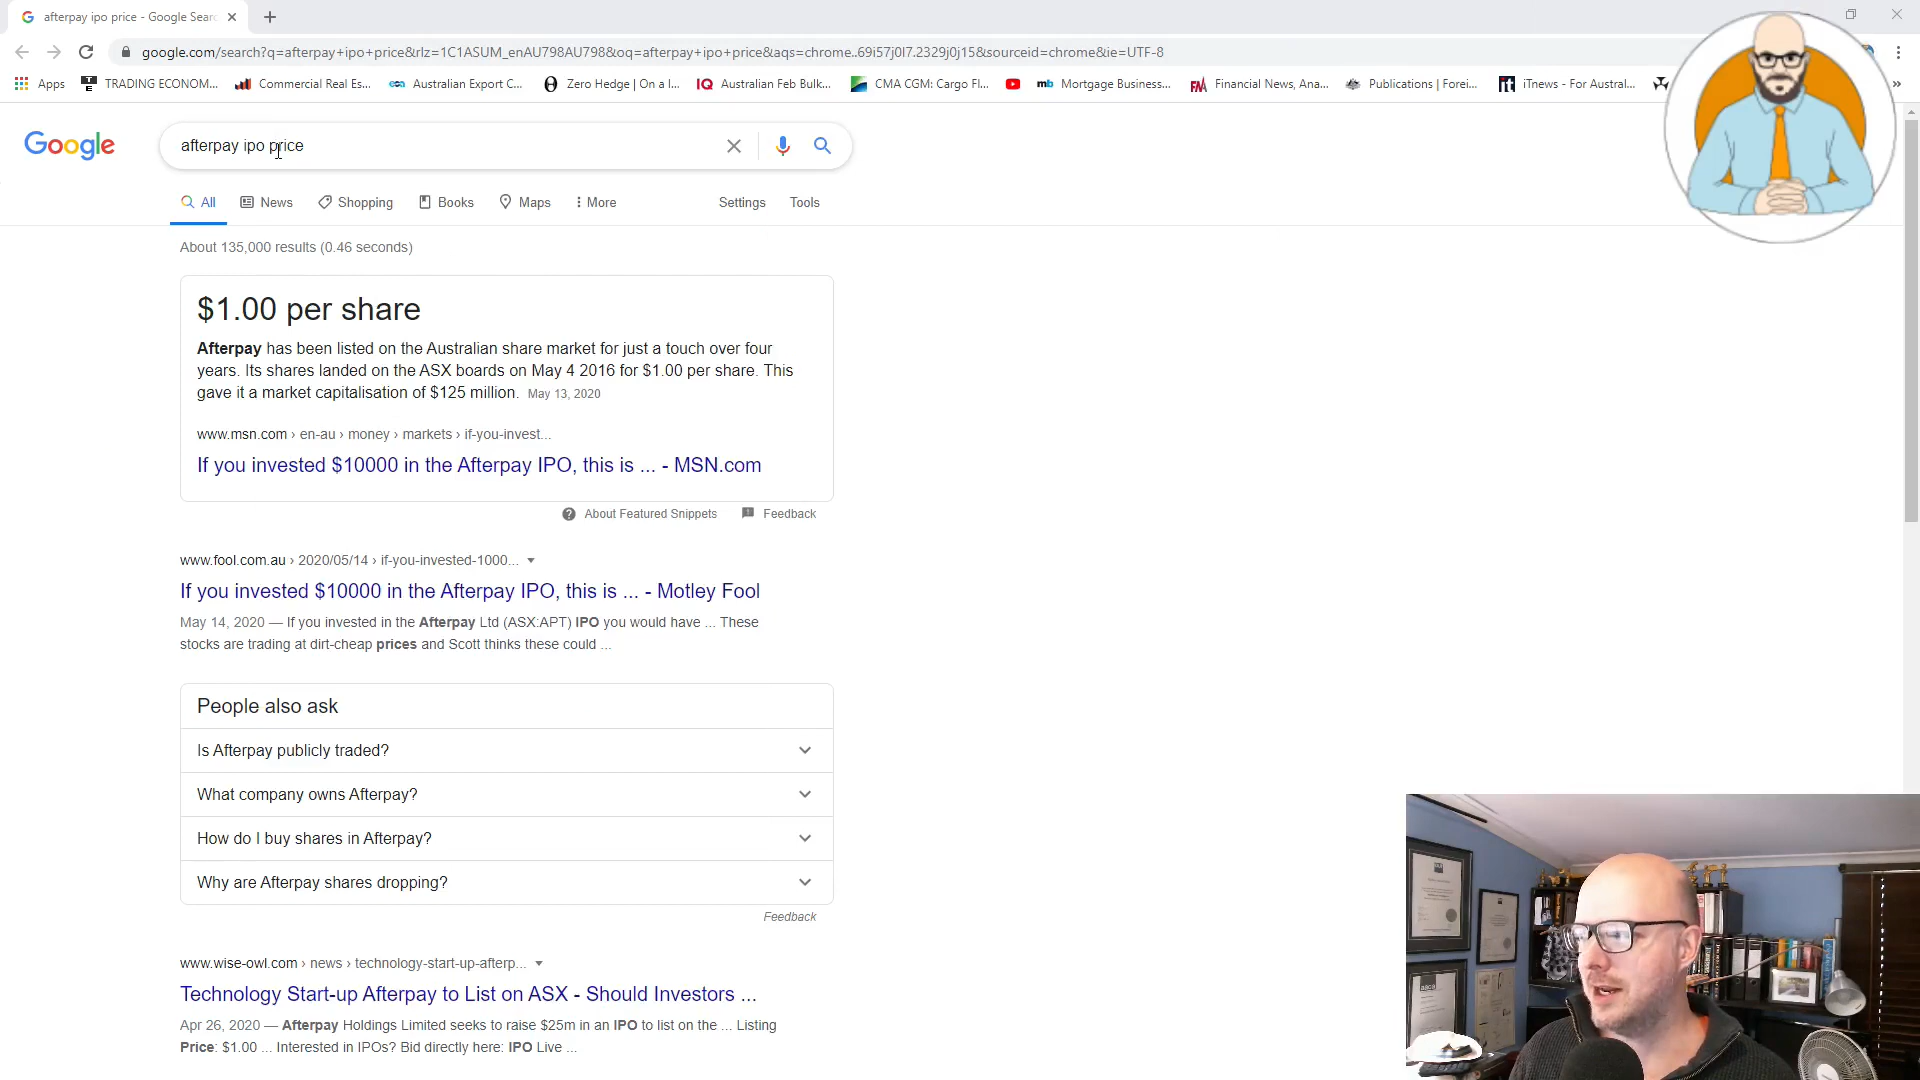 afterpay ipo price - Google Sear
google.com/search?q=afterpay+ipo+price&rlz=1C1ASUM_enAU798AU798&oq=afterpay+ipo+price&aqs=chrome..69i57j0l7.2329j0j15&sourceid=chrome&ie=UTF-8
Apps TRADING ECONOM... Commercial Real Es... Australian Export C... Zero Hedge | On a l... IQ Australian Feb Bulk... CMA CGM: Cargo Fl... mb Mortgage Business... FM Financial News, Ana... Publications | Forei... it iTnews - For Austral... »
Google
afterpay ipo price
All News Shopping Books Maps More Settings Tools
About 135,000 results (0.46 seconds)
$1.00 per share
Afterpay has been listed on the Australian share market for just a touch over four
years. Its shares landed on the ASX boards on May 4 2016 for $1.00 per share. This
gave it a market capitalisation of $125 million. May 13, 2020
www.msn.com › en-au › money › markets › if-you-invest...
If you invested $10000 in the Afterpay IPO, this is ... - MSN.com
About Featured Snippets Feedback
www.fool.com.au › 2020/05/14 › if-you-invested-1000...
If you invested $10000 in the Afterpay IPO, this is ... - Motley Fool
May 14, 2020 — If you invested in the Afterpay Ltd (ASX:APT) IPO you would have ... These
stocks are trading at dirt-cheap prices and Scott thinks these could ...
People also ask
Is Afterpay publicly traded?
What company owns Afterpay?
How do I buy shares in Afterpay?
Why are Afterpay shares dropping?
Feedback
www.wise-owl.com › news › technology-start-up-afterp...
Technology Start-up Afterpay to List on ASX - Should Investors ...
Apr 26, 2020 — Afterpay Holdings Limited seeks to raise $25m in an IPO to list on the ... Listing
Price: $1.00 ... Interested in IPOs? Bid directly here: IPO Live ...